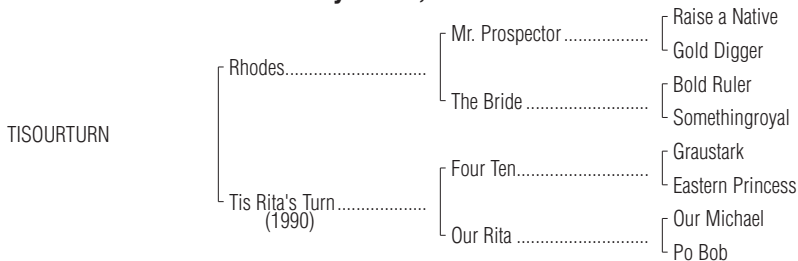 Raise a Native
Mr. Prospector
Gold Digger
Rhodes
Bold Ruler
The Bride
Somethingroyal
TISOURTURN
Graustark
Four Ten
Eastern Princess
Tis Rita's Turn
(1990)
Our Michael
Our Rita
Po Bob